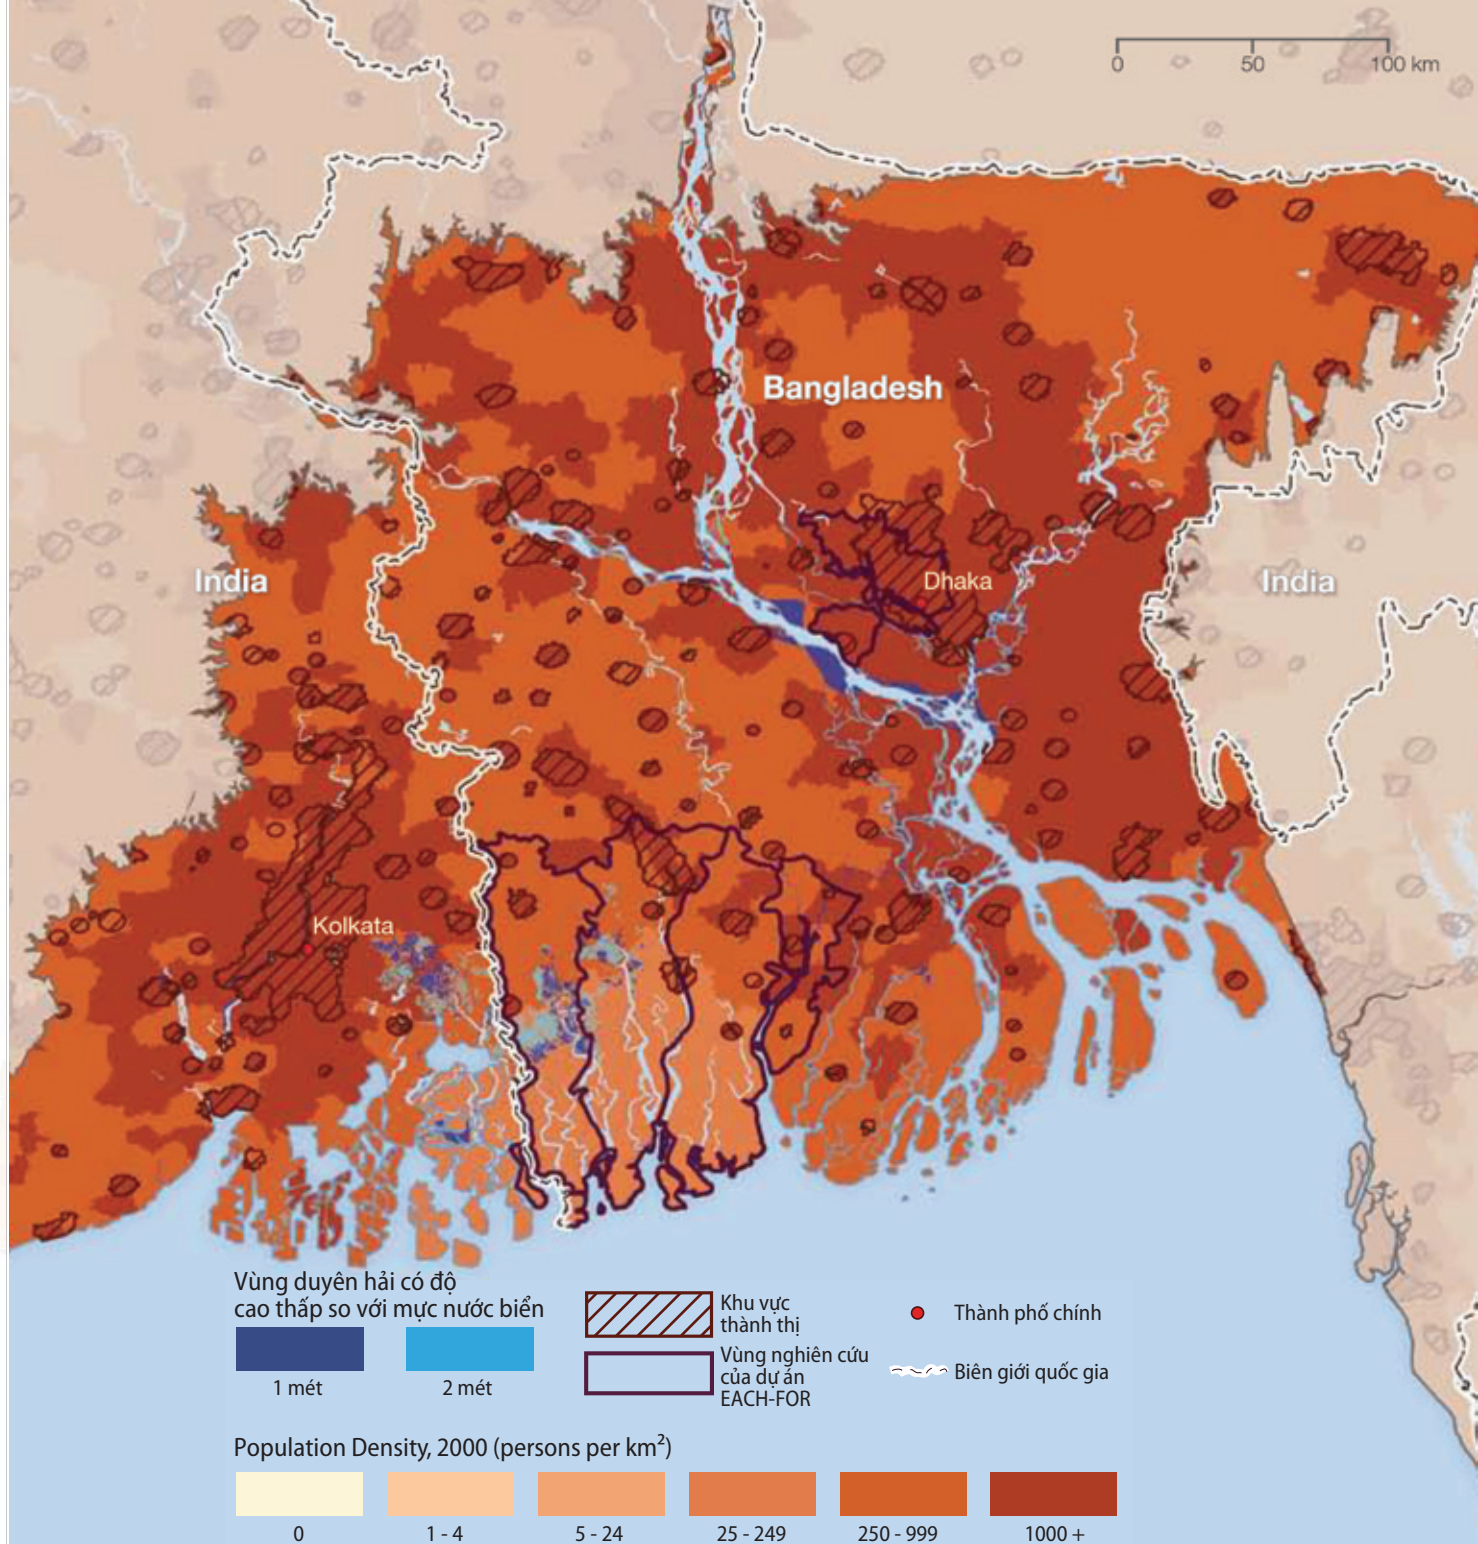 0 50 100 km
Bangladesh
India
Dhaka
India
Kolkata
Vùng duyên hải có độ
cao thấp so với mực nước biển
1 mét
2 mét
Khu vực
thành thị
Vùng nghiên cứu
của dự án
EACH-FOR
Thành phố chính
Biên giới quốc gia
Population Density, 2000 (persons per km²)
0
1 - 4
5 - 24
25 - 249
250 - 999
1000 +